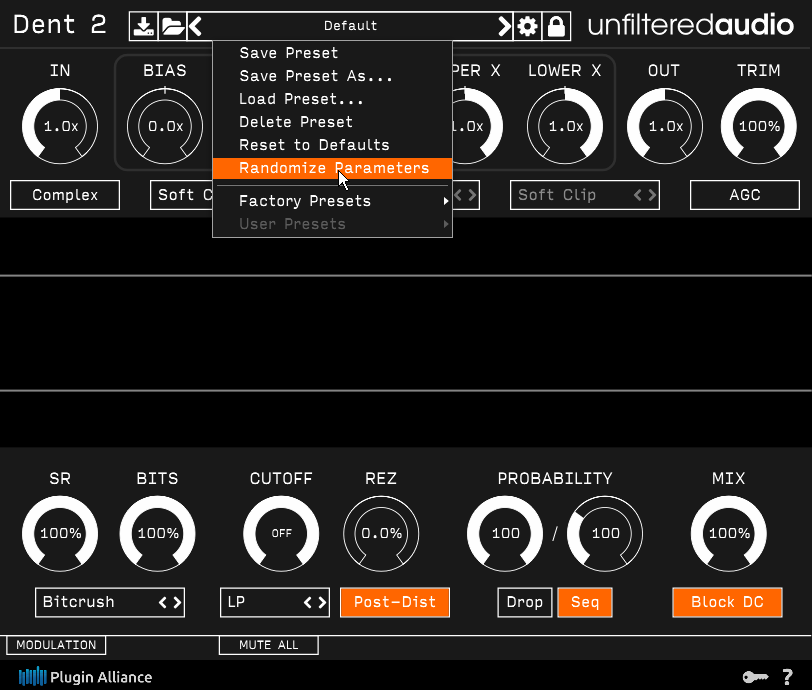 Dent 2
Default
unfilteredaudio
Save Preset
Save Preset As...
Load Preset...
Delete Preset
Reset to Defaults
Randomize Parameters
Factory Presets
User Presets
IN
BIAS
PER X
LOWER X
OUT
TRIM
1.0x
0.0x
1.0x
1.0x
1.0x
100%
Complex
Soft C
Soft Clip
AGC
SR
BITS
CUTOFF
REZ
PROBABILITY
MIX
100%
100%
OFF
0.0%
100 / 100
100%
Bitcrush
LP
Post-Dist
Drop
Seq
Block DC
MODULATION
MUTE ALL
Plugin Alliance
?